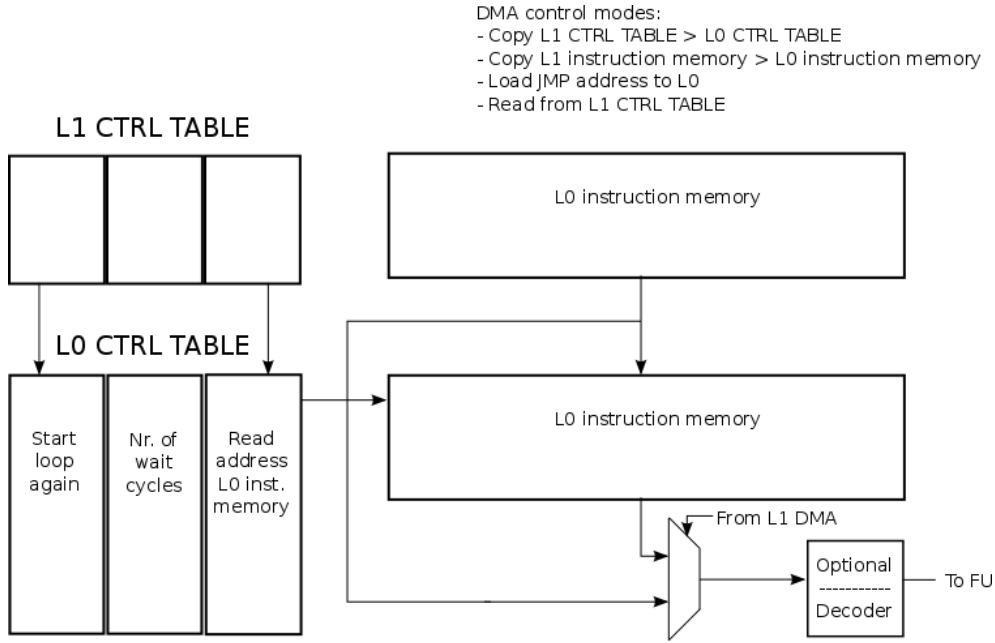 DMA control modes:
- Copy L1 CTRL TABLE > L0 CTRL TABLE
- Copy L1 instruction memory > L0 instruction memory
- Load JMP address to L0
- Read from L1 CTRL TABLE
L1 CTRL TABLE
L0 instruction memory
L0 CTRL TABLE
Start
loop
again
Nr. of
wait
cycles
Read
address
L0 inst.
memory
L0 instruction memory
From L1 DMA
Optional
-----------
Decoder
To FU